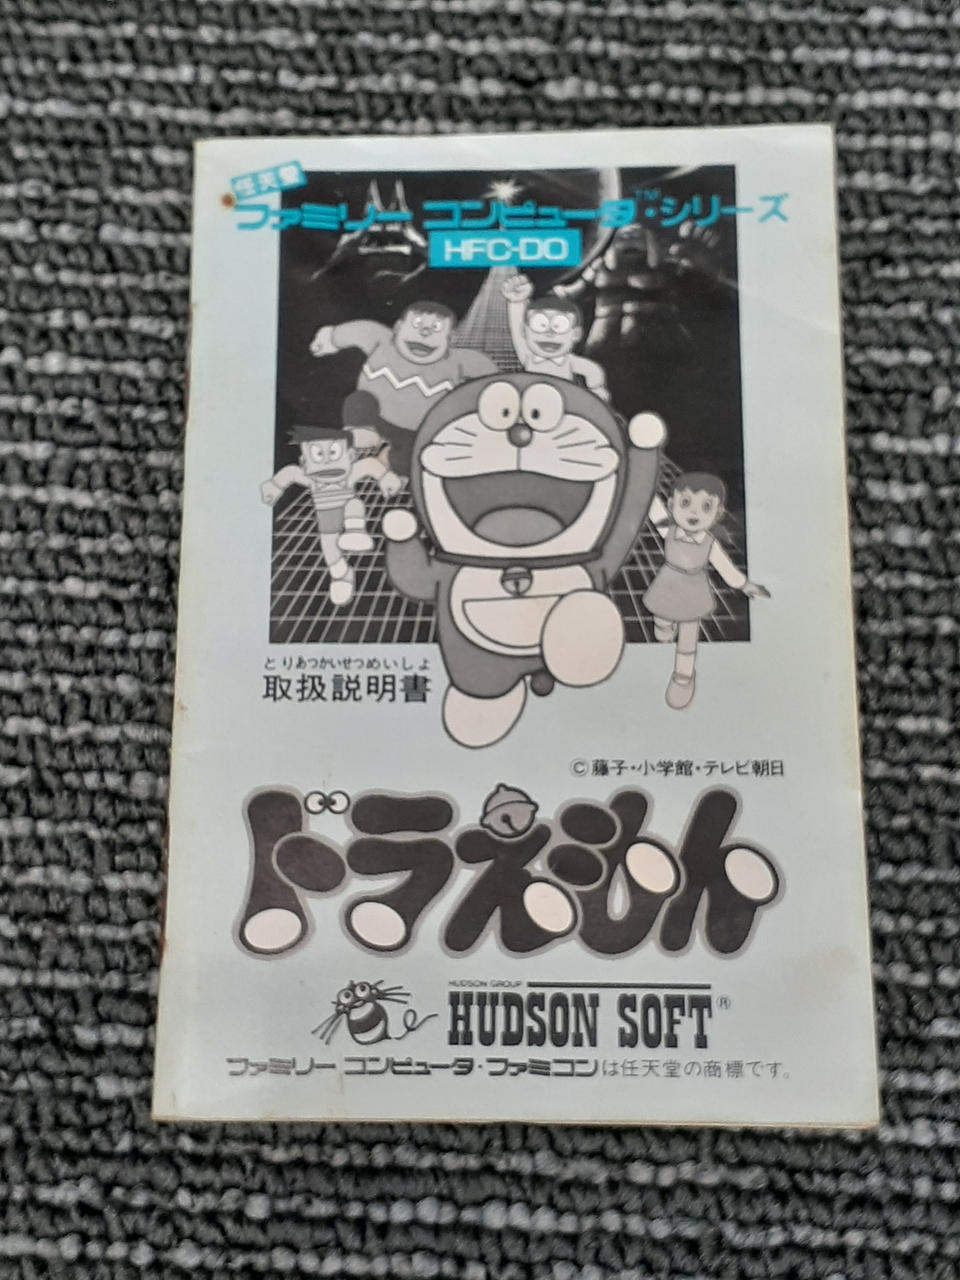 任天堂
ファミリー コンピュータ™・シリーズ
HFC-DO
とりあつかいせつめいしょ
取扱説明書
©藤子・小学館・テレビ朝日
ドラえもん
HUDSON GROUP
HUDSON SOFT®
ファミリー コンピュータ・ファミコンは任天堂の商標です。